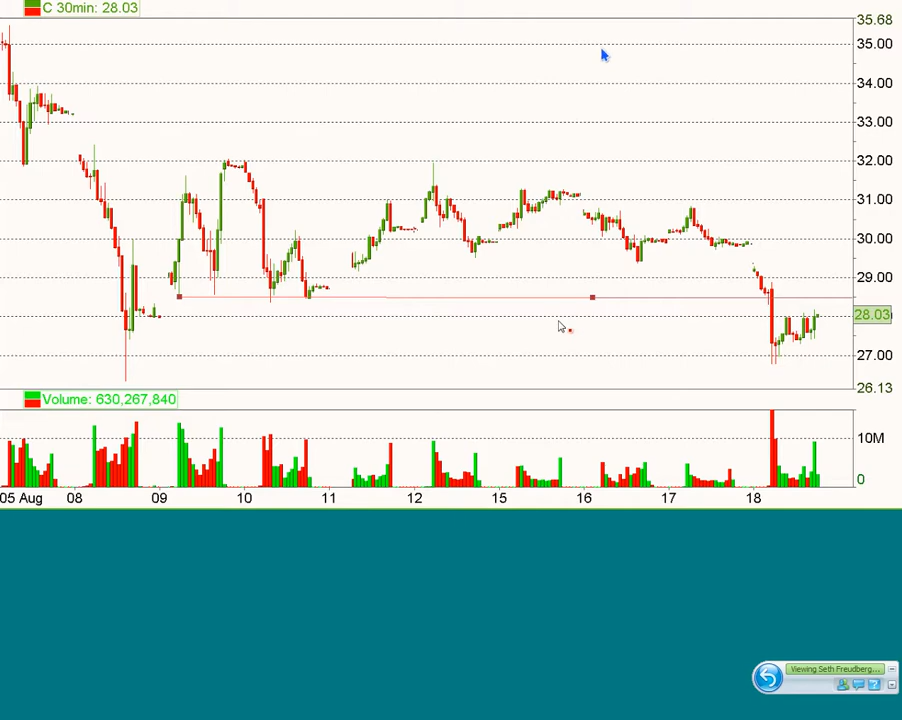 C 30min: 28.03
35.68
35.00
34.00
33.00
32.00
31.00
30.00
29.00
28.03
27.00
26.13
Volume: 630,267,840
10M
0
05 Aug 08 09 10 11 12 15 16 17 18
Viewing Seth Freudberg...